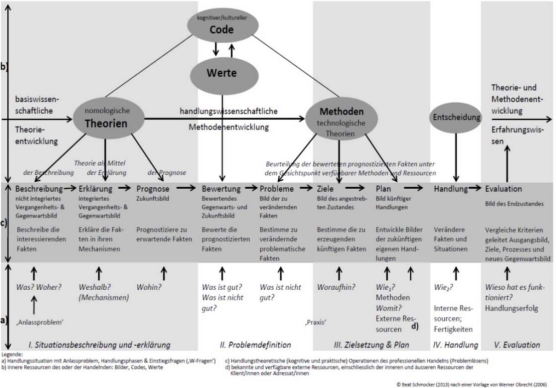 kognitiver/kultureller
Code
Werte
b)
basiswissen-
schaftliche
Theorie-
entwicklung
nomologische
Theorien
handlungswissenschaftliche
Methodenentwicklung
Methoden
technologische
Theorien
Entscheidung
Theorie- und
Methodenent
wicklung
Erfahrungswis
sen
der Beschreibung
Theorie als Mittel
der Erklärung
der Prognose
Beurteilung der bewerteten prognostizierten Fakten unter
dem Gesichtspunkt verfügbarer Methoden und Ressourcen
c)
Beschreibung
nicht integriertes
Vergangenheits- &
Gegenwartsbild
Beschreibe die
interessierenden
Fakten
Erklärung
integriertes
Vergangenheits- &
Gegenwartsbild
Erkläre die Fak-
ten in ihren
Mechanismen
Prognose
Zukunftsbild
Prognostiziere zu
erwartende Fakten
Bewertung
Bewertendes
Gegenwarts- und
Zukunftsbild
Bewerte die
prognostizierten
Fakten
Probleme
Bild der zu
verändernden
Fakten
Bestimme zu
verändernde
problematische
Fakten
Ziele
Bild des angestreb-
ten Zustandes
Bestimme die zu
erzeugenden
künftigen Fakten
Plan
Bild künftiger
Handlungen
Entwickle Bilder
der zukünftigen
eigenen Hand-
lungen
Handlung
Verändere
Fakten und
Situationen
Evaluation
Bild des Endzustandes
Vergleiche Kriterien
geleitet Ausgangsbild,
Ziele, Prozesses und
neues Gegenwartsbild
a)
Was? Woher?
‚Anlassproblem'
Weshalb?
(Mechanismen)
Wohin?
Was ist gut?
Was ist nicht
gut?
Was ist nicht
gut?
Woraufhin?
‚Praxis'
Wie₁?
Methoden
Womit?
Externe Res-
sourcen
d)
Wie₂?
Interne Res-
sourcen;
Fertigkeiten
Wieso hat es funk-
tioniert?
Handlungserfolg
I. Situationsbeschreibung und -erklärung
II. Problemdefinition
III. Zielsetzung & Plan
IV. Handlung
V. Evaluation
Legende:
a) Handlungssituation mit Anlassproblem, Handlungsphasen & Einstiegsfragen („W-Fragen")
b) Innere Ressourcen des oder der Handelnden: Bilder, Codes, Werte
c) Handlungstheoretische (kognitive und praktische) Operationen des professionellen Handelns (Problemlösens)
d) bekannte und verfügbare externe Ressourcen, einschließlich der inneren und äusseren Ressourcen der
Klient/innen oder Adressat/innen
© Beat Schmocker (2013) nach einer Vorlage von Werner Obrecht (2006)